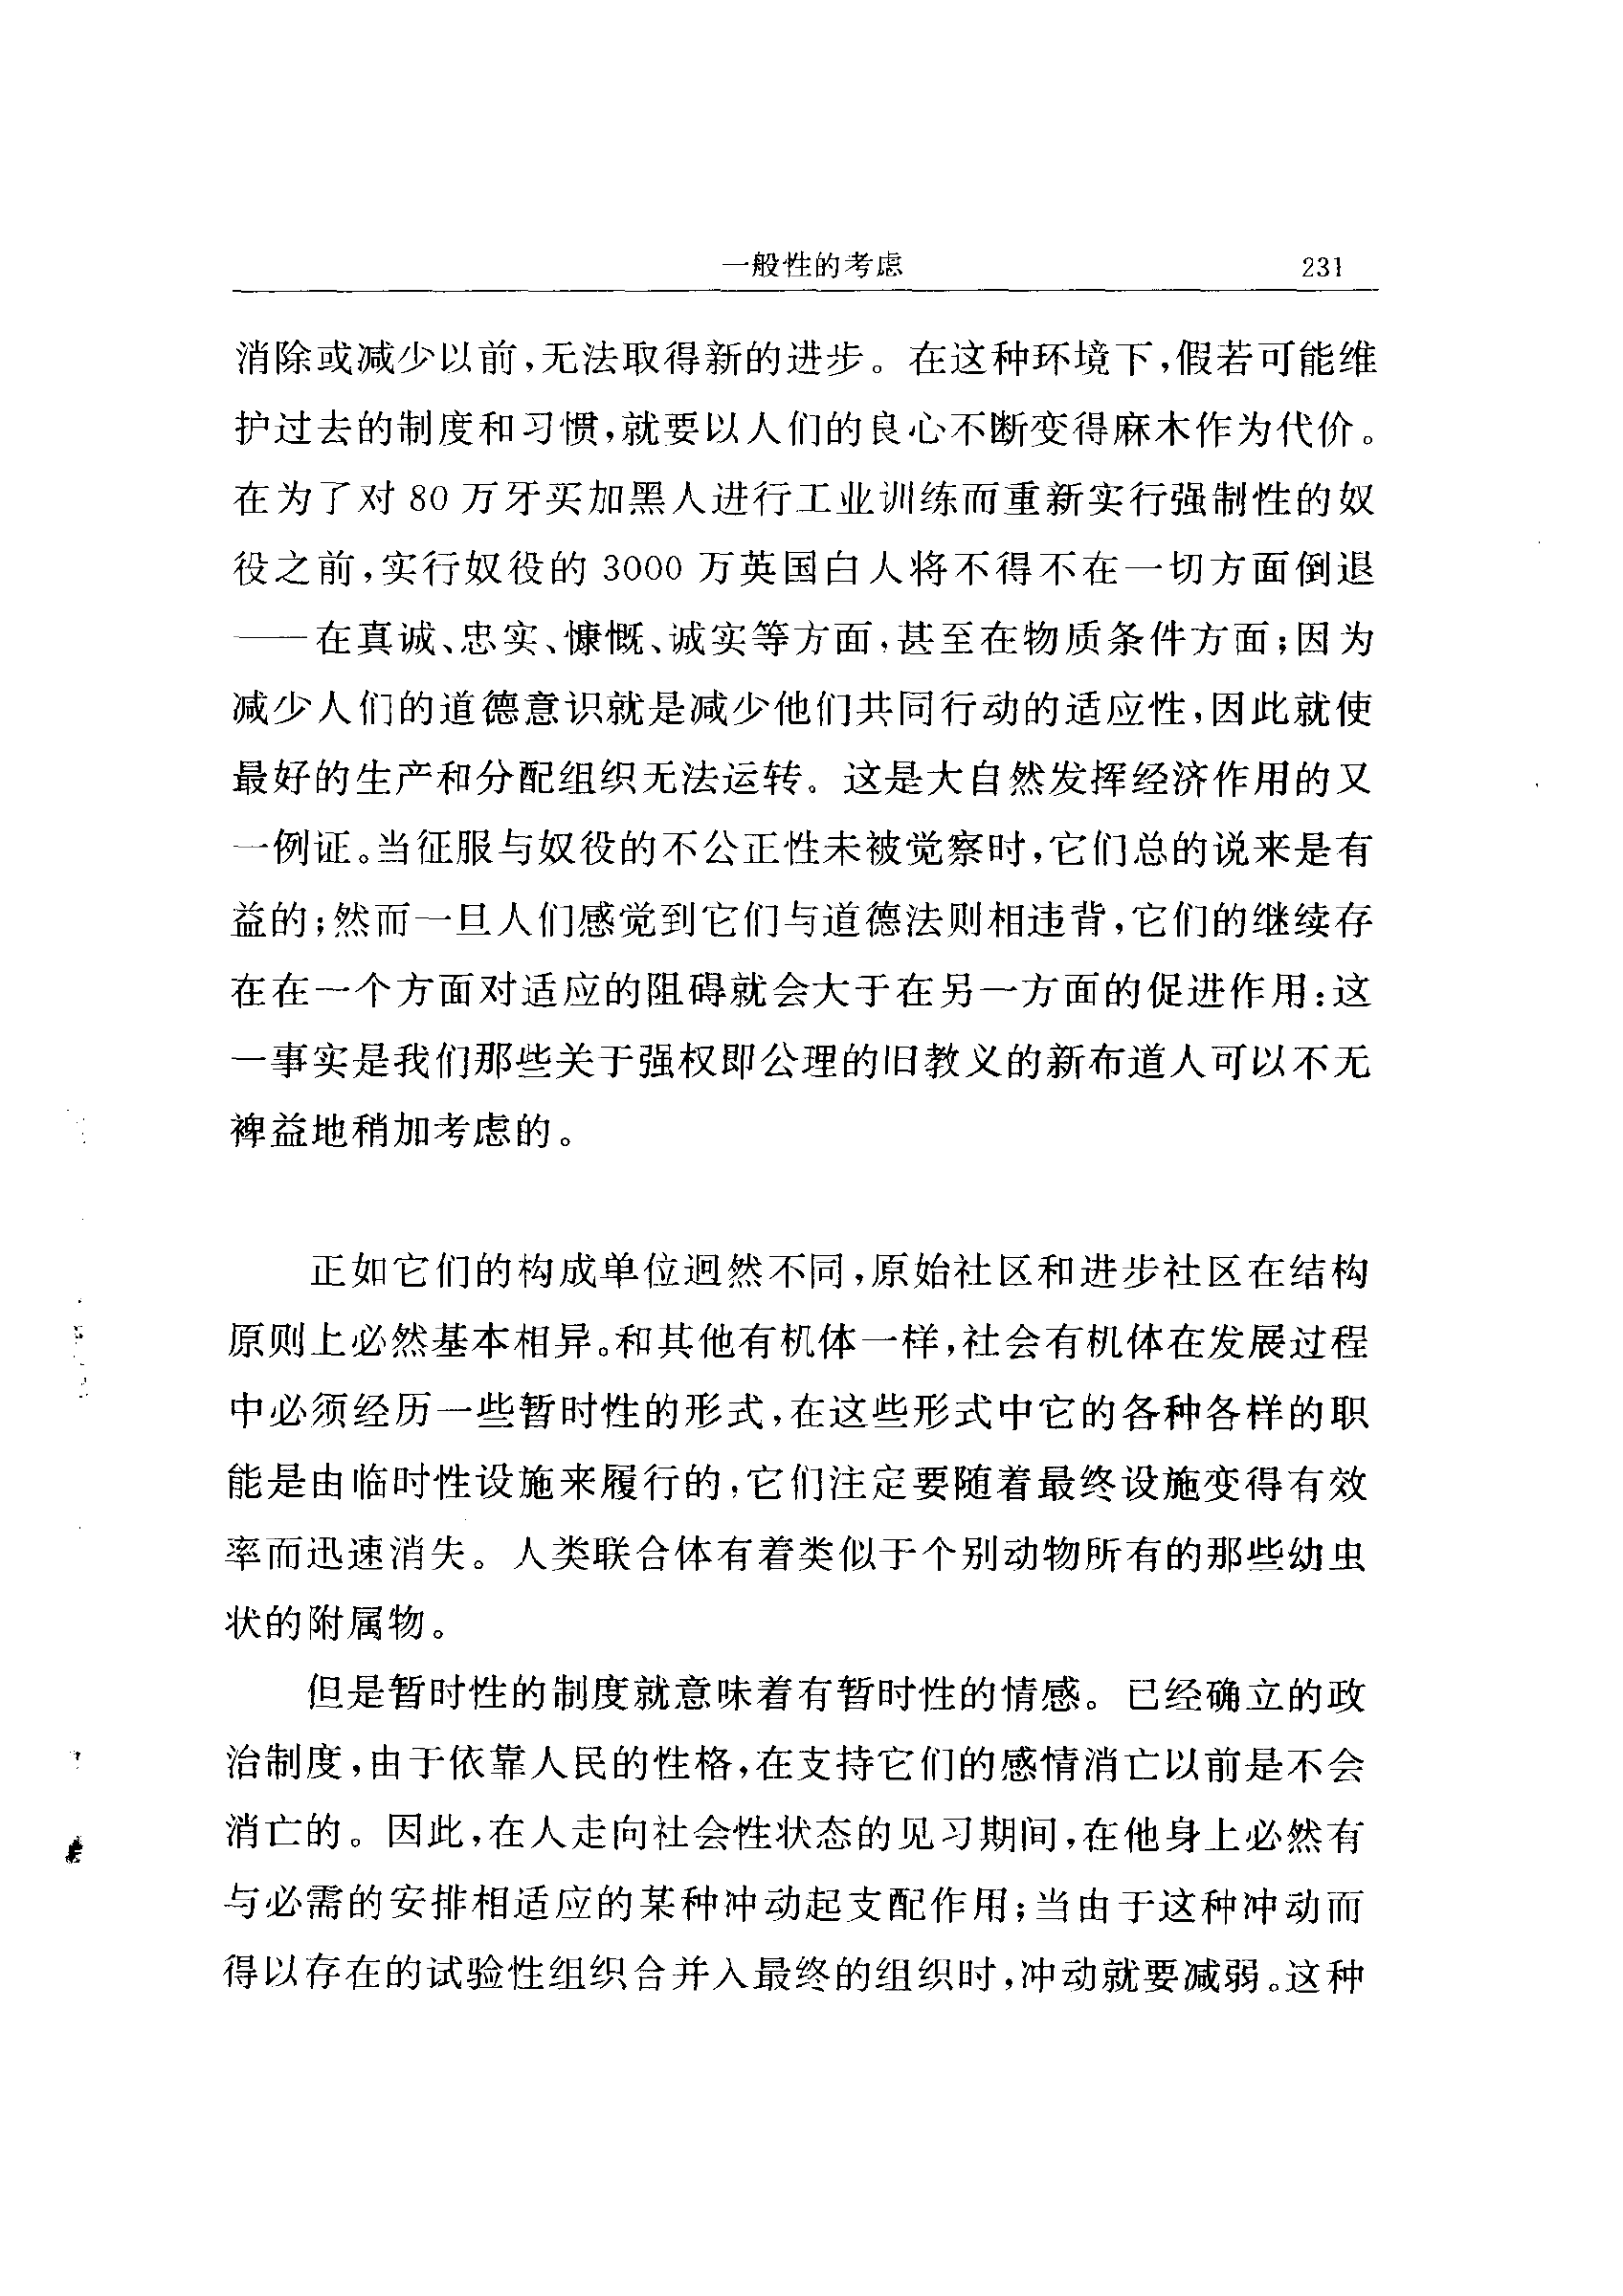 一般性的考虑 231
消除或减少以前,无法取得新的进步。在这种环境下,假若可能维
护过去的制度和习惯,就要以人们的良心不断变得麻木作为代价。
在为了对 80 万牙买加黑人进行工业训练而重新实行强制性的奴
役之前,实行奴役的 3000 万英国白人将不得不在一切方面倒退
——在真诚、忠实、慷慨、诚实等方面,甚至在物质条件方面;因为
减少人们的道德意识就是减少他们共同行动的适应性,因此就使
最好的生产和分配组织无法运转。这是大自然发挥经济作用的又
一例证。当征服与奴役的不公正性未被觉察时,它们总的说来是有
益的;然而一旦人们感觉到它们与道德法则相违背,它们的继续存
在在一个方面对适应的阻碍就会大于在另一方面的促进作用:这
一事实是我们那些关于强权即公理的旧教义的新布道人可以不无
裨益地稍加考虑的。
正如它们的构成单位迥然不同,原始社区和进步社区在结构
原则上必然基本相异。和其他有机体一样,社会有机体在发展过程
中必须经历一些暂时性的形式,在这些形式中它的各种各样的职
能是由临时性设施来履行的,它们注定要随着最终设施变得有效
率而迅速消失。人类联合体有着类似于个别动物所有的那些幼虫
状的附属物。
但是暂时性的制度就意味着有暂时性的情感。已经确立的政
治制度,由于依靠人民的性格,在支持它们的感情消亡以前是不会
消亡的。因此,在人走向社会性状态的见习期间,在他身上必然有
与必需的安排相适应的某种冲动起支配作用;当由于这种冲动而
得以存在的试验性组织合并入最终的组织时,冲动就要减弱。这种